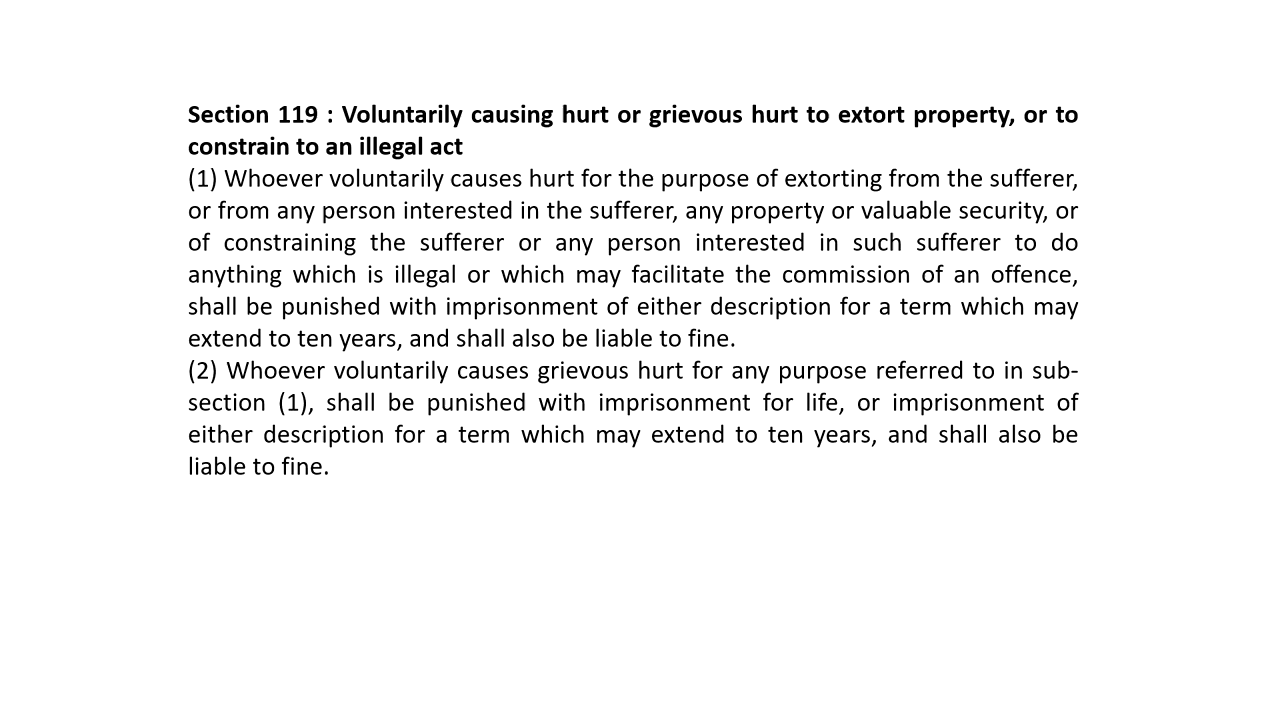 Section 119 : Voluntarily causing hurt or grievous hurt to extort property, or to
constrain to an illegal act
(1) Whoever voluntarily causes hurt for the purpose of extorting from the sufferer,
or from any person interested in the sufferer, any property or valuable security, or
of constraining the sufferer or any person interested in such sufferer to do
anything which is illegal or which may facilitate the commission of an offence,
shall be punished with imprisonment of either description for a term which may
extend to ten years, and shall also be liable to fine.
(2) Whoever voluntarily causes grievous hurt for any purpose referred to in sub-
section (1), shall be punished with imprisonment for life, or imprisonment of
either description for a term which may extend to ten years, and shall also be
liable to fine.